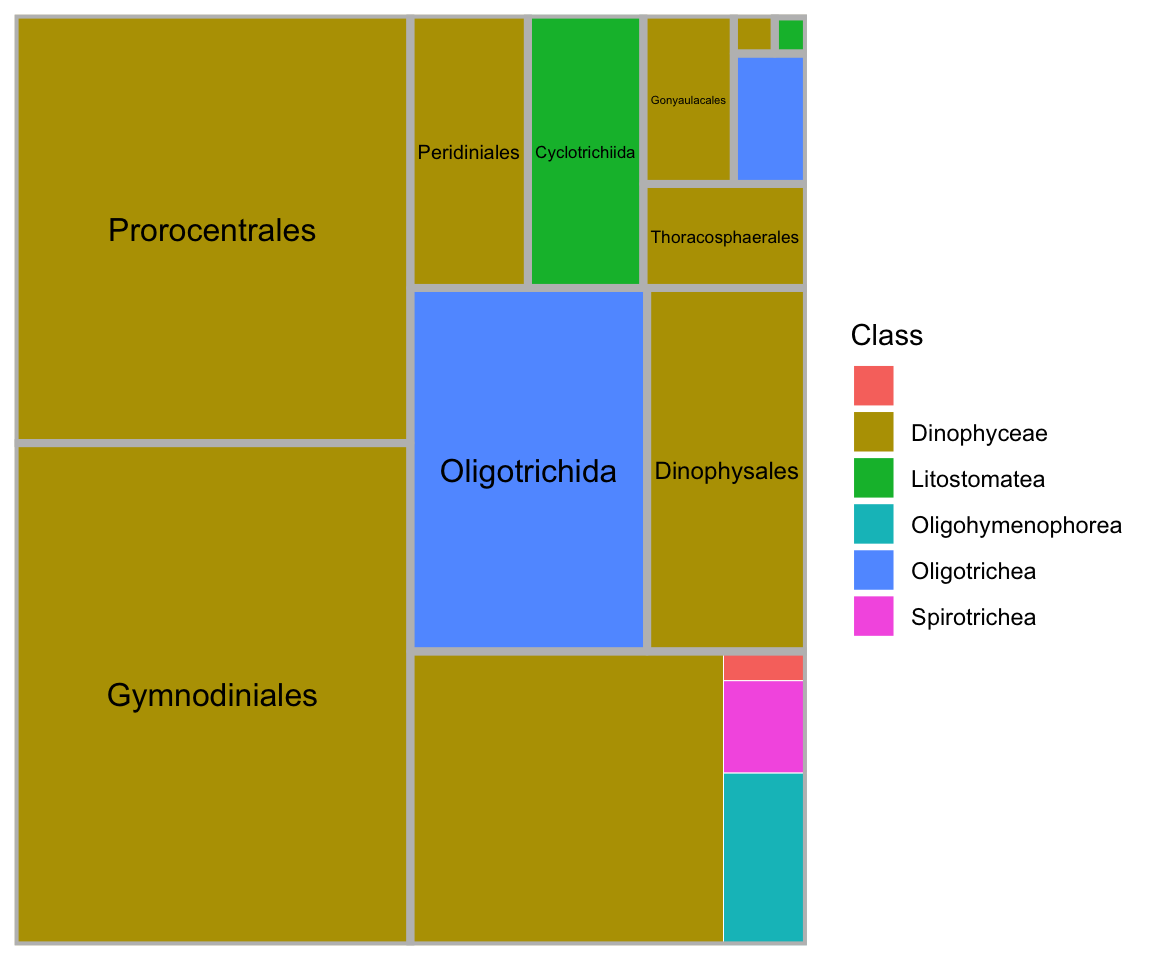 Prorocentrales
Gymnodiniales
Peridiniales
Cyclotrichiida
Gonyaulacales
Thoracosphaerales
Oligotrichida
Dinophysales
Class
Dinophyceae
Litostomatea
Oligohymenophorea
Oligotrichea
Spirotrichea